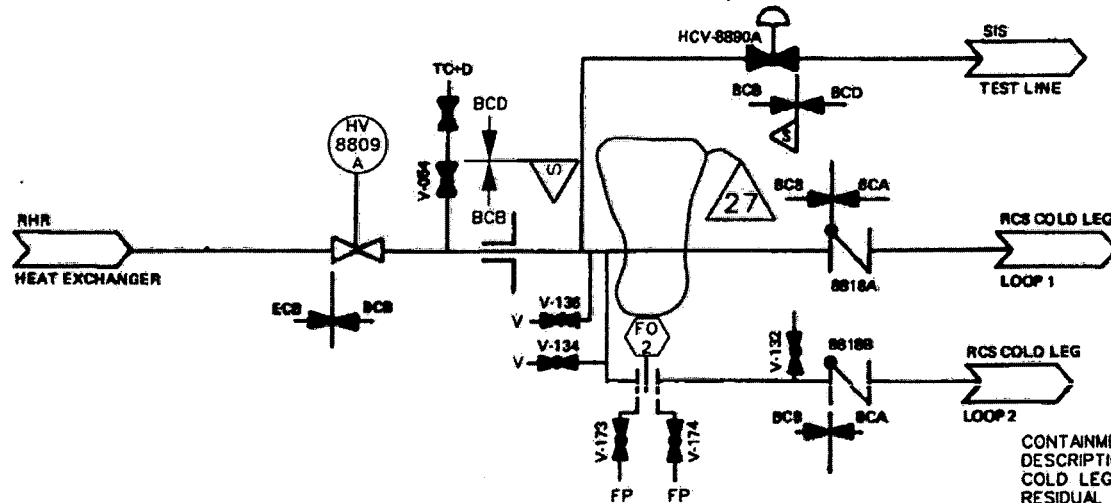 HCV-8890A
SIS
TEST LINE
TC+D
BCD
BCB
BCD
S
HV
8809
A
V-054
S
BCB
27
BCB
BCA
RHR
HEAT EXCHANGER
RCS COLD LEG
LOOP 1
8818A
ECB
BCB
V
V-136
V
V-134
FO
2
V-132
8818B
RCS COLD LEG
LOOP 2
BCB
BCA
V-173
V-174
FP
FP
CONTAINME
DESCRIPTI
COLD LEG
RESIDUAL